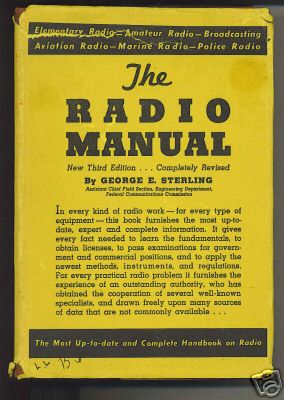 Elementary Radio—Amateur Radio—Broadcasting
Aviation Radio—Marine Radio—Police Radio
The
RADIO
MANUAL
New Third Edition . . . Completely Revised
By GEORGE E. STERLING
Assistant Chief Field Section, Engineering Department,
Federal Communications Commission
In every kind of radio work—for every type of
equipment—this book furnishes the most up-to-
date, expert and complete information. It gives
every fact needed to learn the fundamentals, to
obtain licenses, to pass examinations for govern-
ment and commercial positions, and to apply the
newest methods, instruments, and regulations.
For every practical radio problem it furnishes the
experience of an outstanding authority, who has
obtained the cooperation of several well-known
specialists, and drawn freely upon many sources
of data that are not commonly available . . .
The Most Up-to-date and Complete Handbook on Radio